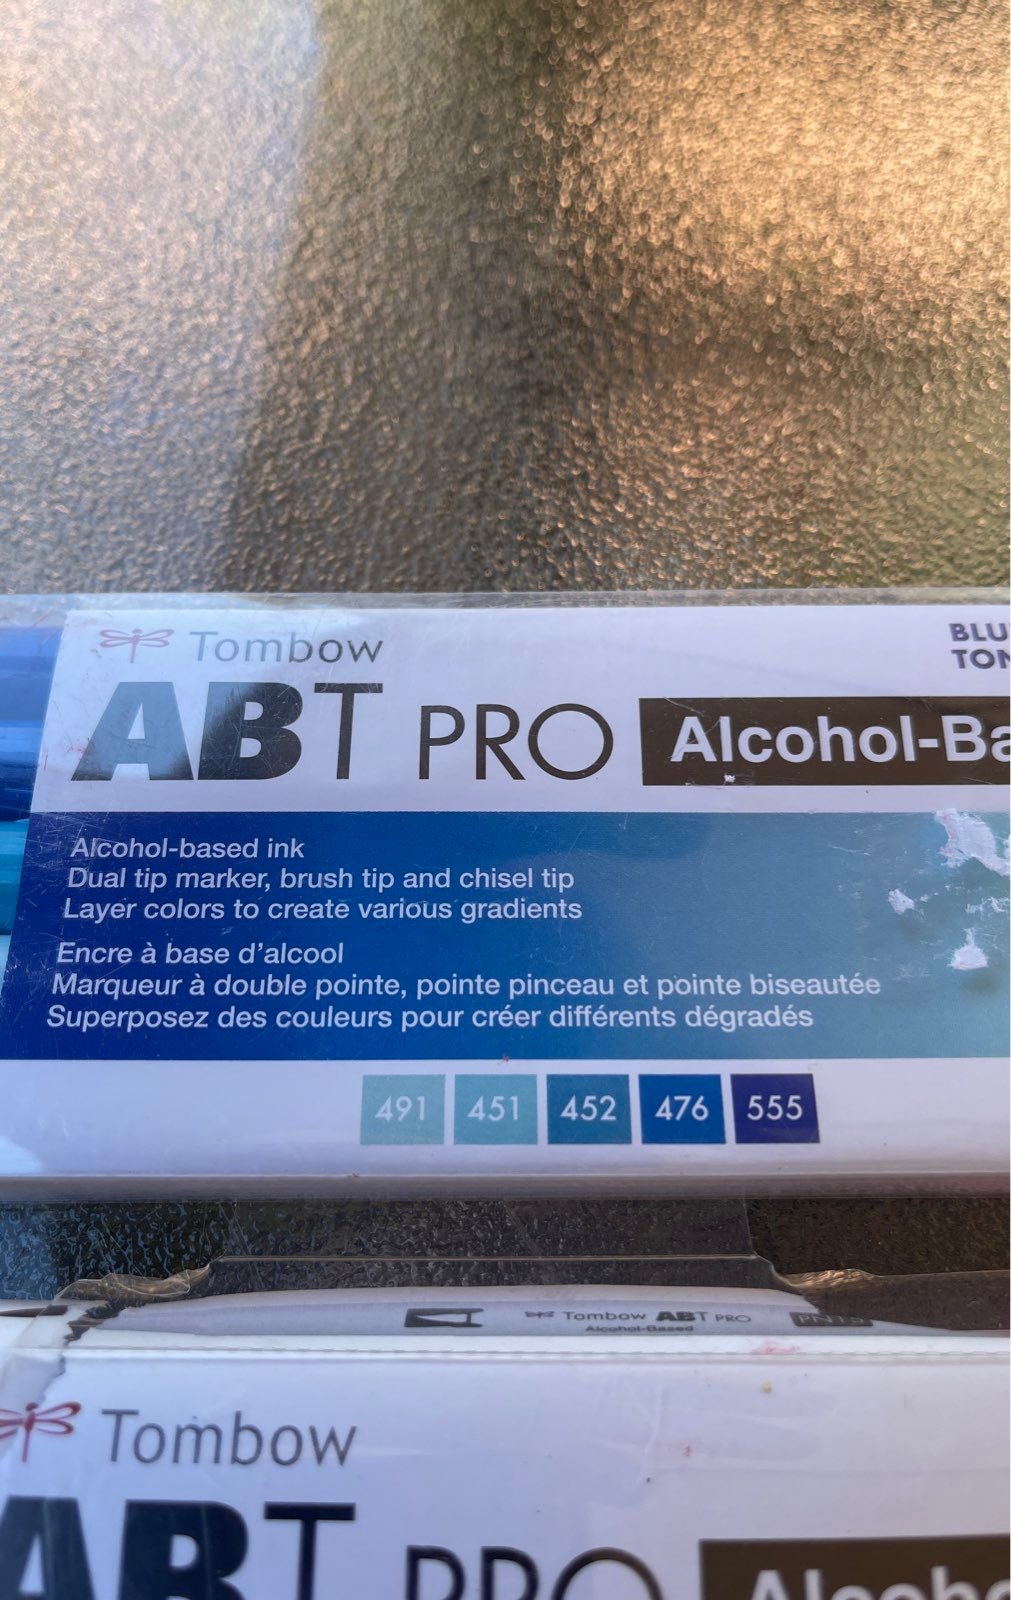 Tombow
BLU
TON
ABT PRO
Alcohol-Ba
Alcohol-based ink
Dual tip marker, brush tip and chisel tip
Layer colors to create various gradients
Encre à base d'alcool
Marqueur à double pointe, pointe pinceau et pointe biseautée
Superposez des couleurs pour créer différents dégradés
491 451 452 476 555
Tombow ABT PRO
Alcohol-Based
Tombow
ABT PRO
Alcoho